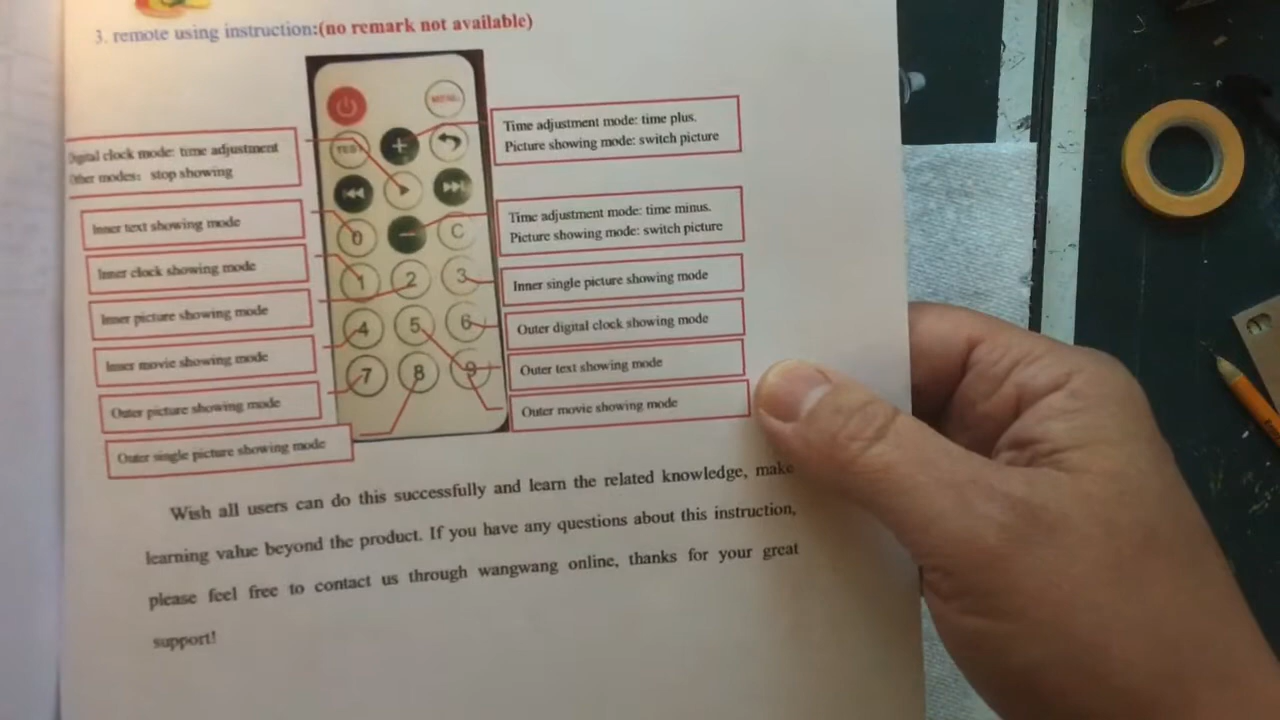 3. remote using instruction:(no remark not available)
MENU
TEST
+
Digital clock mode: time adjustment
Other modes: stop showing
Time adjustment mode: time plus.
Picture showing mode: switch picture
Inner text showing mode
0
−
C
Time adjustment mode: time minus.
Picture showing mode: switch picture
Inner clock showing mode
1
2
3
Inner single picture showing mode
Inner picture showing mode
4
5
6
Outer digital clock showing mode
Inner movie showing mode
7
8
9
Outer text showing mode
Outer picture showing mode
Outer movie showing mode
Outer single picture showing mode
Wish all users can do this successfully and learn the related knowledge, make
learning value beyond the product. If you have any questions about this instruction,
please feel free to contact us through wangwang online, thanks for your great
support!